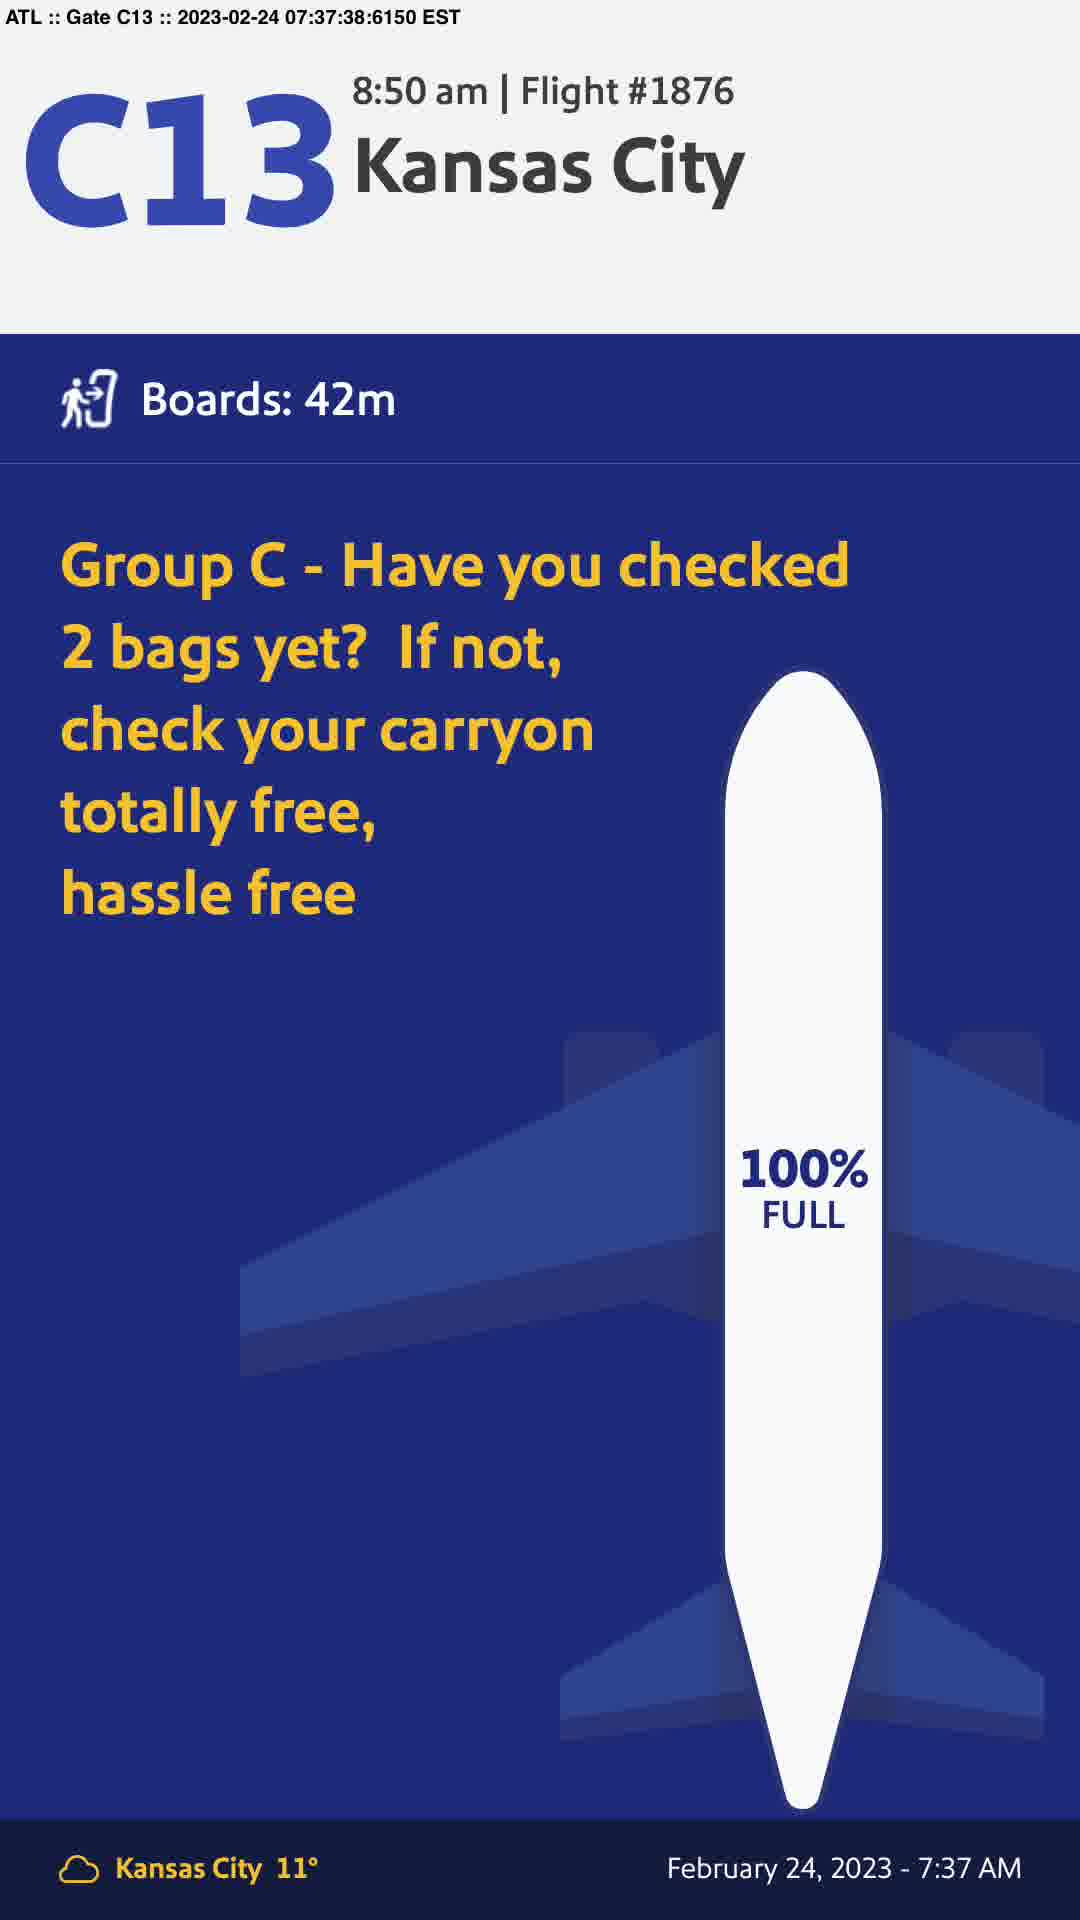 ATL :: Gate C13 :: 2023-02-24 07:37:38:6150 EST
C13
8:50 am | Flight #1876
Kansas City
Boards: 42m
Group C - Have you checked
2 bags yet?  If not,
check your carryon
totally free,
hassle free
100%
FULL
Kansas City 11°
February 24, 2023 - 7:37 AM